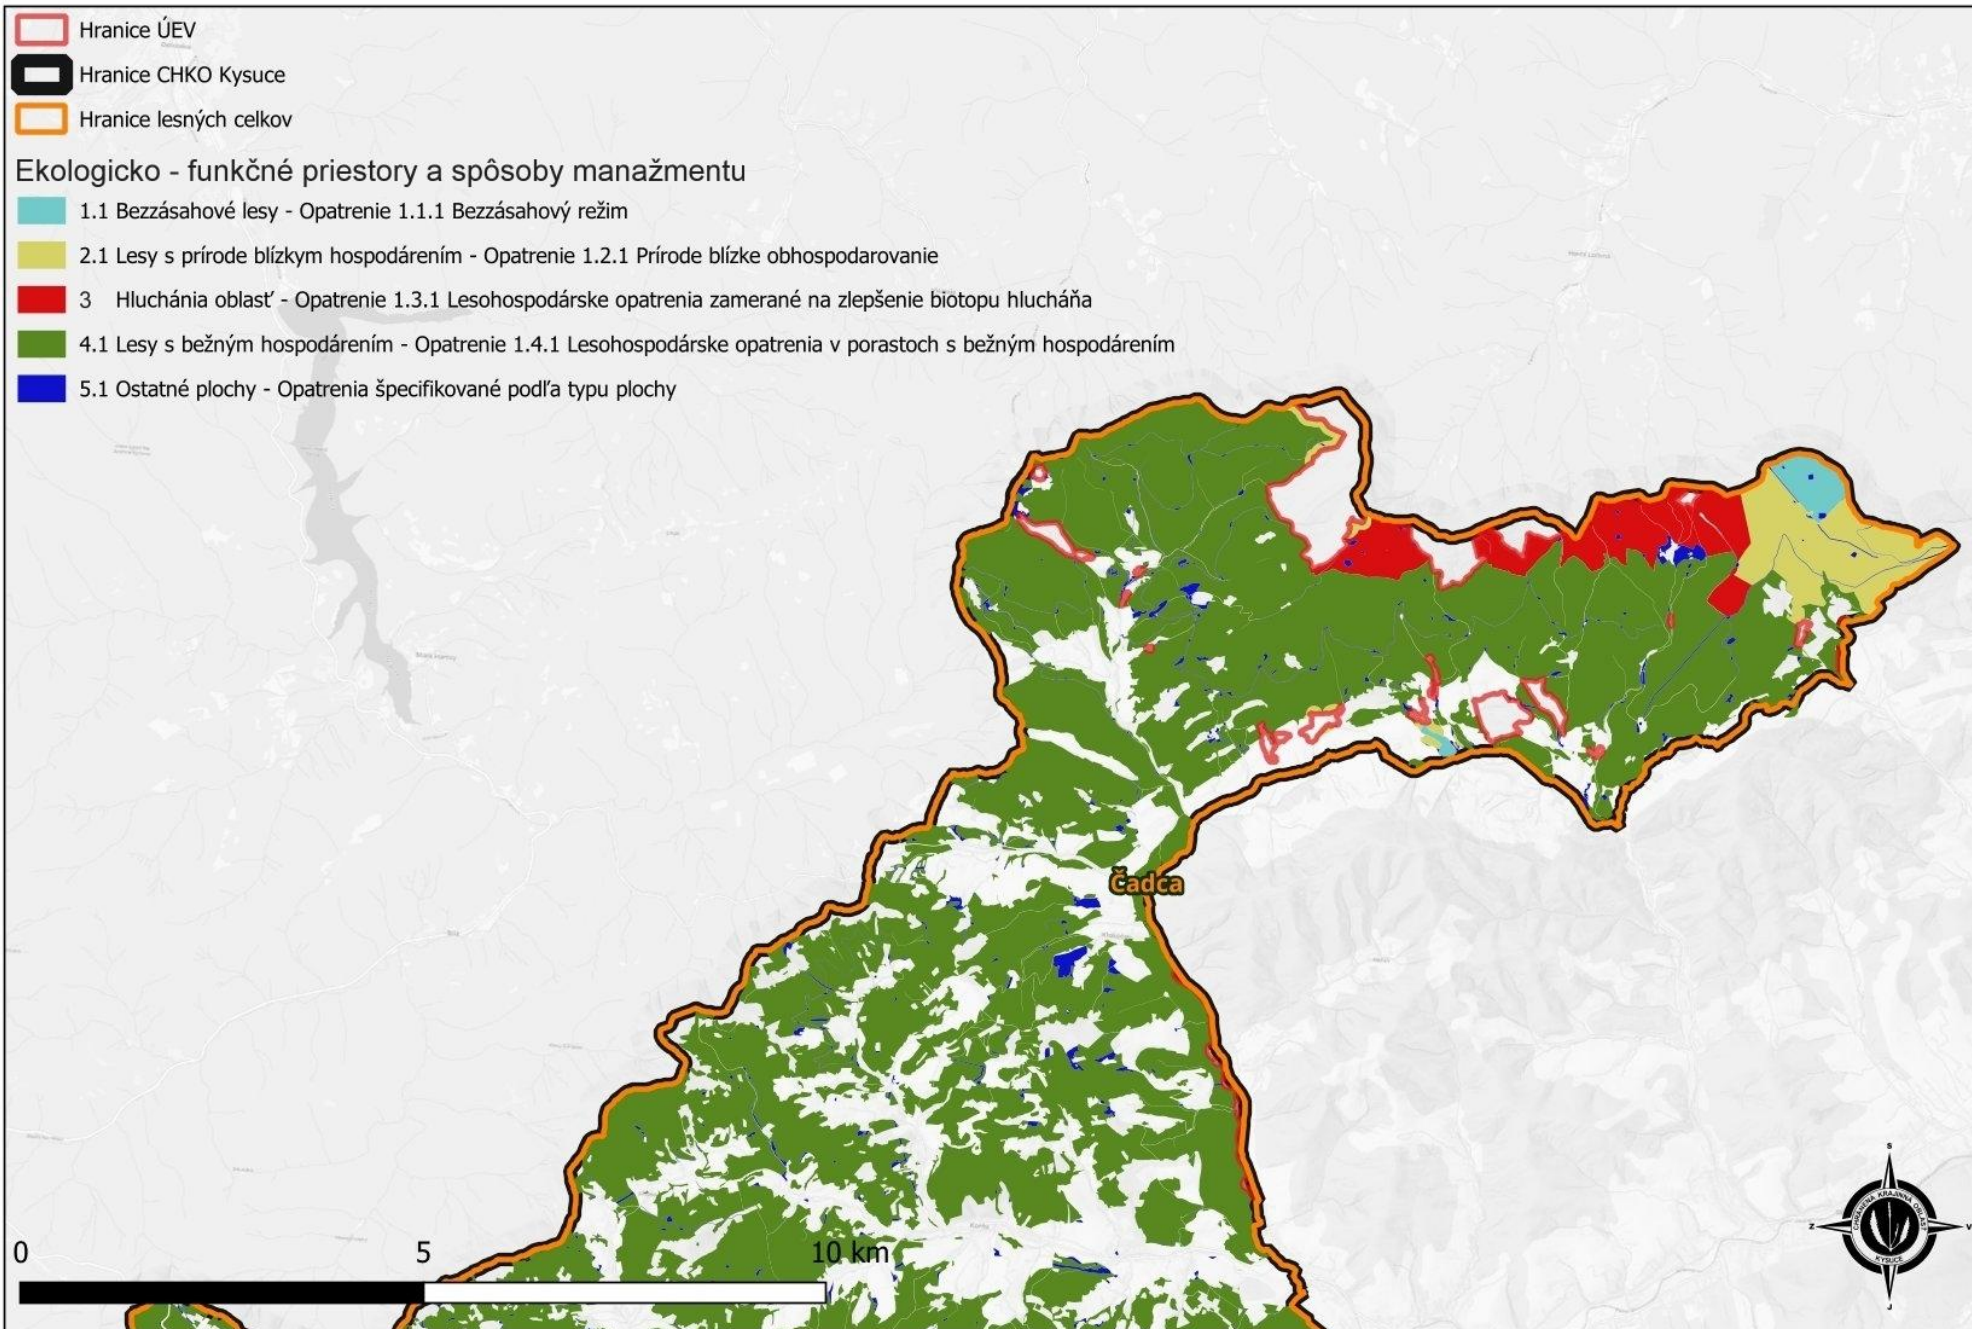 Hranice ÚEV
Hranice CHKO Kysuce
Hranice lesných celkov
Ekologicko - funkčné priestory a spôsoby manažmentu
1.1 Bezzásahové lesy - Opatrenie 1.1.1 Bezzásahový režim
2.1 Lesy s prírode blízkym hospodárením - Opatrenie 1.2.1 Prírode blízke obhospodarovanie
3 Hluchánia oblasť - Opatrenie 1.3.1 Lesohospodárske opatrenia zamerané na zlepšenie biotopu hlucháňa
4.1 Lesy s bežným hospodárením - Opatrenie 1.4.1 Lesohospodárske opatrenia v porastoch s bežným hospodárením
5.1 Ostatné plochy - Opatrenia špecifikované podľa typu plochy
Čadca
0 5 10 km
S
Z V
CHRÁNENÁ KRAJINNÁ OBLASŤ
KYSUCE
J